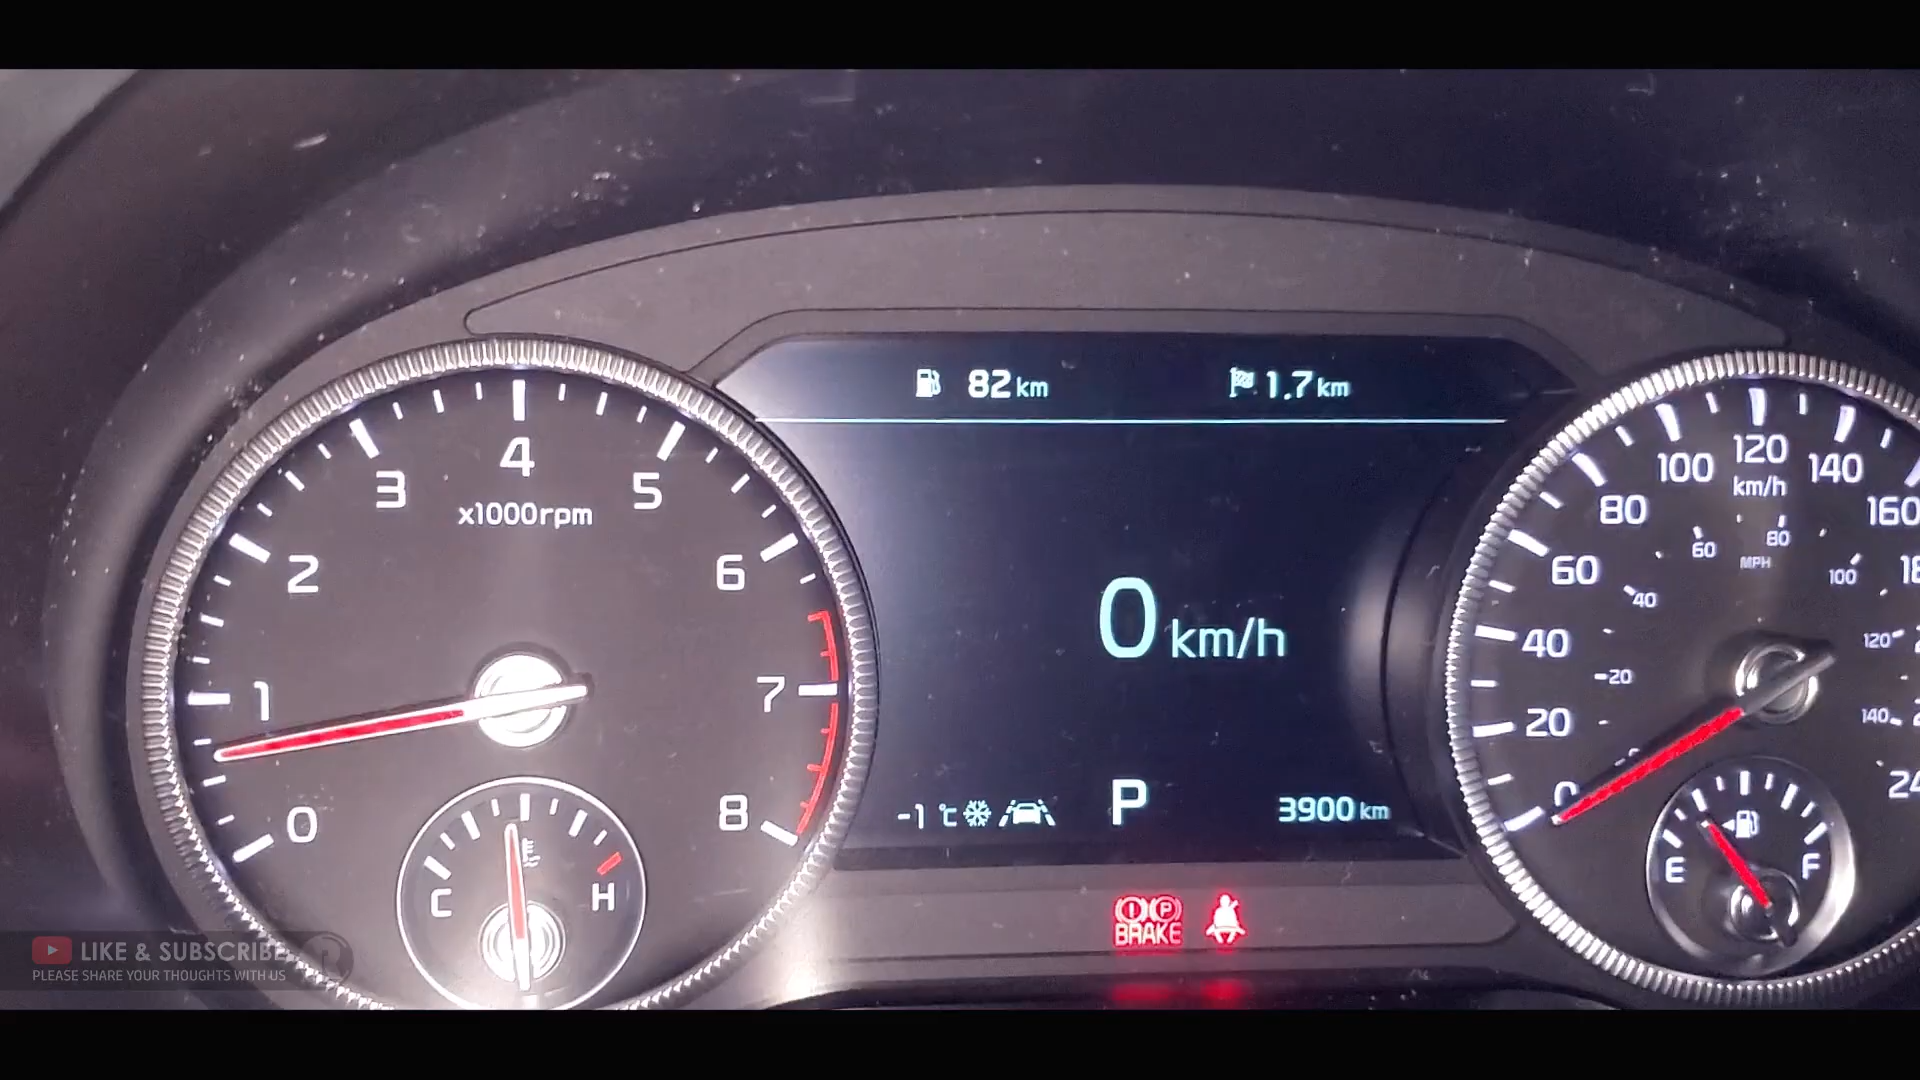 82 km
1.7 km
0
1
2
3
4
5
6
7
8
x1000rpm
C
H
0 km/h
-1 °C
P
3900 km
BRAKE
0
20
40
60
80
100
120
140
160
km/h
20
40
60
80
100
120
140
MPH
E
F
LIKE & SUBSCRIBE
PLEASE SHARE YOUR THOUGHTS WITH US